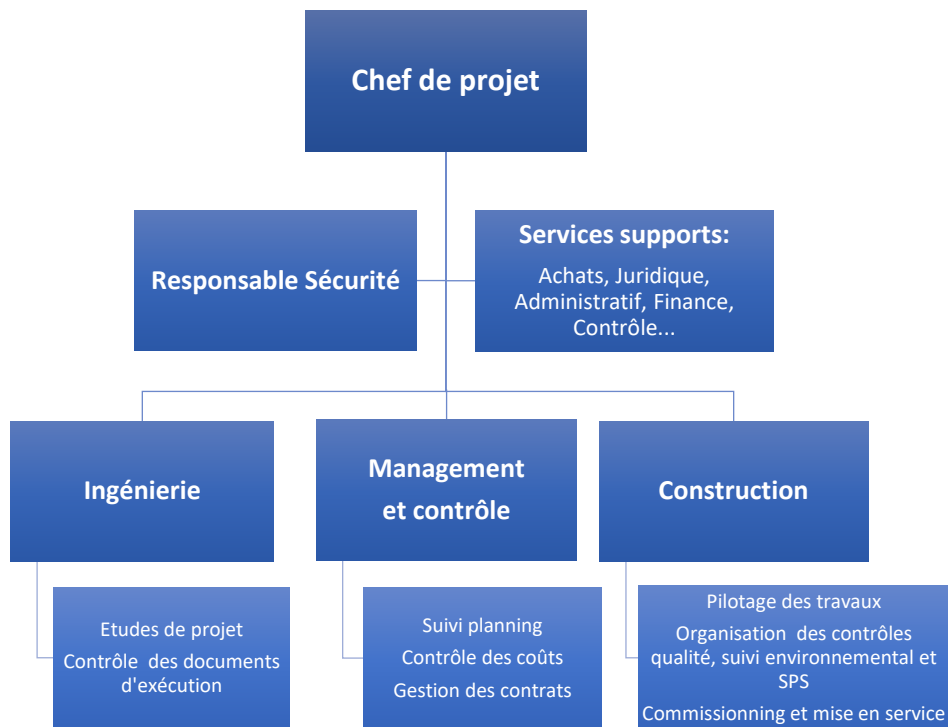 Chef de projet
Responsable Sécurité
Services supports:
Achats, Juridique,
Administratif, Finance,
Contrôle...
Ingénierie
Management
et contrôle
Construction
Etudes de projet
Contrôle des documents
d'exécution
Suivi planning
Contrôle des coûts
Gestion des contrats
Pilotage des travaux
Organisation des contrôles
qualité, suivi environnemental et
SPS
Commissionning et mise en service